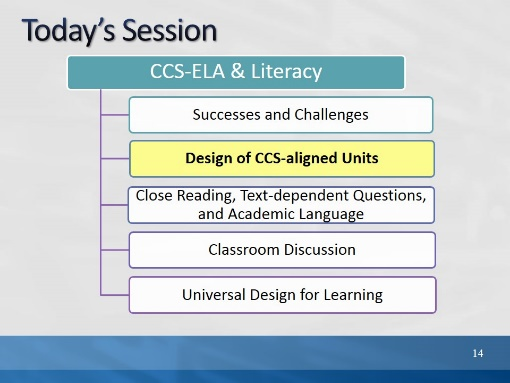 Today's Session
CCS-ELA & Literacy
Successes and Challenges
Design of CCS-aligned Units
Close Reading, Text-dependent Questions,
and Academic Language
Classroom Discussion
Universal Design for Learning
14